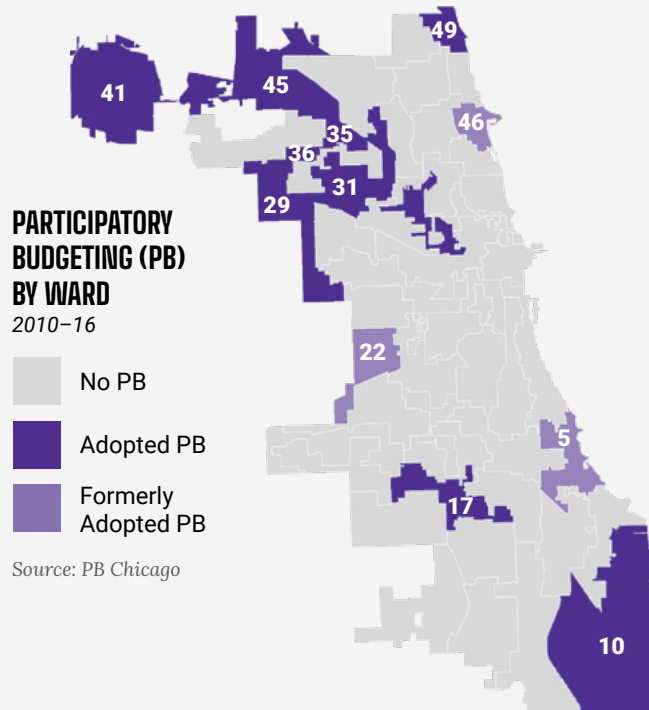 49
41
45
46
35
36
31
29
PARTICIPATORY
BUDGETING (PB)
BY WARD
2010–16
22
No PB
Adopted PB
5
Formerly
Adopted PB
17
Source: PB Chicago
10